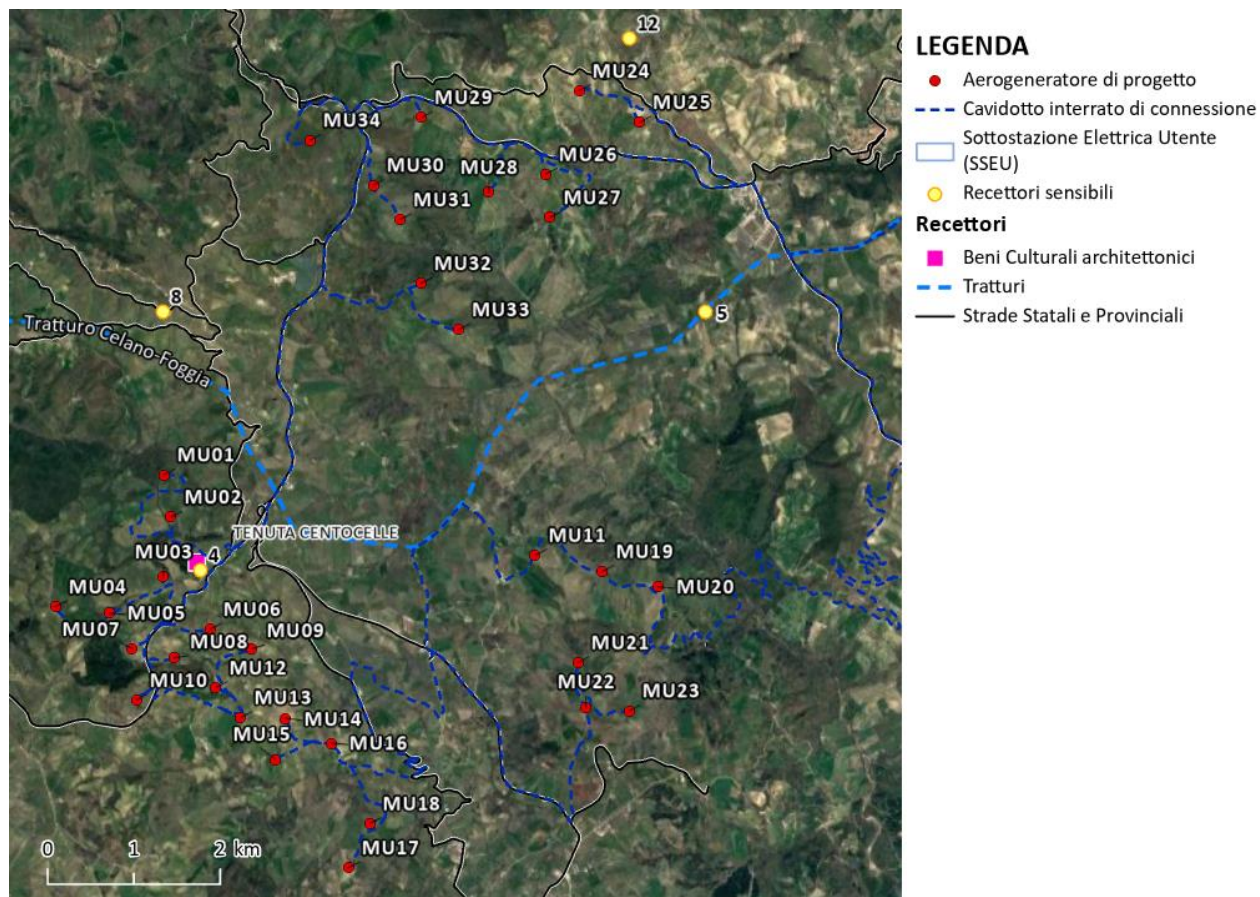 12
MU24
MU25
MU29
MU34
MU26
MU28
MU30
MU27
MU31
MU32
MU33
8
5
Tratturo Celano-Foggia
MU01
MU02
TENUTA CENTOCELLE
MU03
4
MU11
MU19
MU20
MU04
MU05
MU06
MU07
MU08
MU09
MU21
MU12
MU10
MU22
MU23
MU13
MU14
MU15
MU16
MU18
MU17
0 1 2 km
LEGENDA
Aerogeneratore di progetto
Cavidotto interrato di connessione
Sottostazione Elettrica Utente
(SSEU)
Recettori sensibili
Recettori
Beni Culturali architettonici
Tratturi
Strade Statali e Provinciali